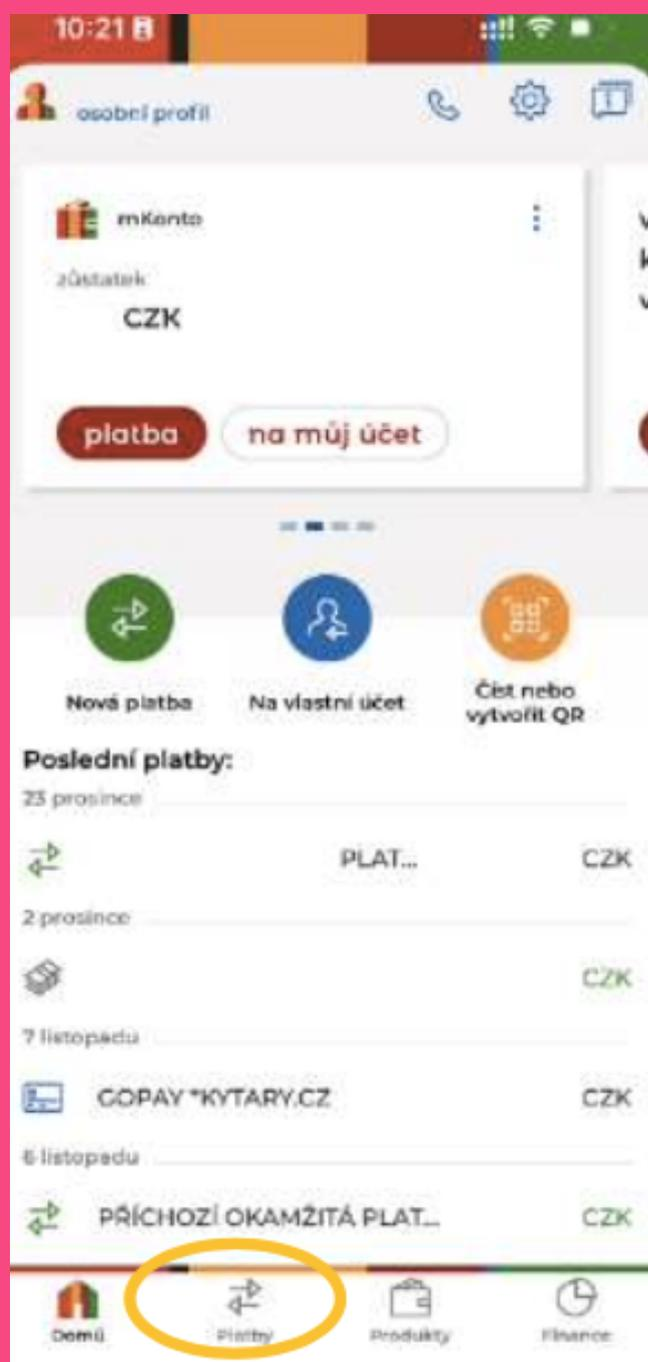 10:21
osobní profil
mKonto
zůstatek
CZK
platba
na můj účet
Nová platba
Na vlastní účet
Číst nebo
vytvořit QR
Poslední platby:
23 prosince
PLAT... CZK
2 prosince
CZK
7 listopadu
GOPAY *KYTARY.CZ CZK
6 listopadu
PŘÍCHOZÍ OKAMŽITÁ PLAT... CZK
Domů Platby Produkty Finance